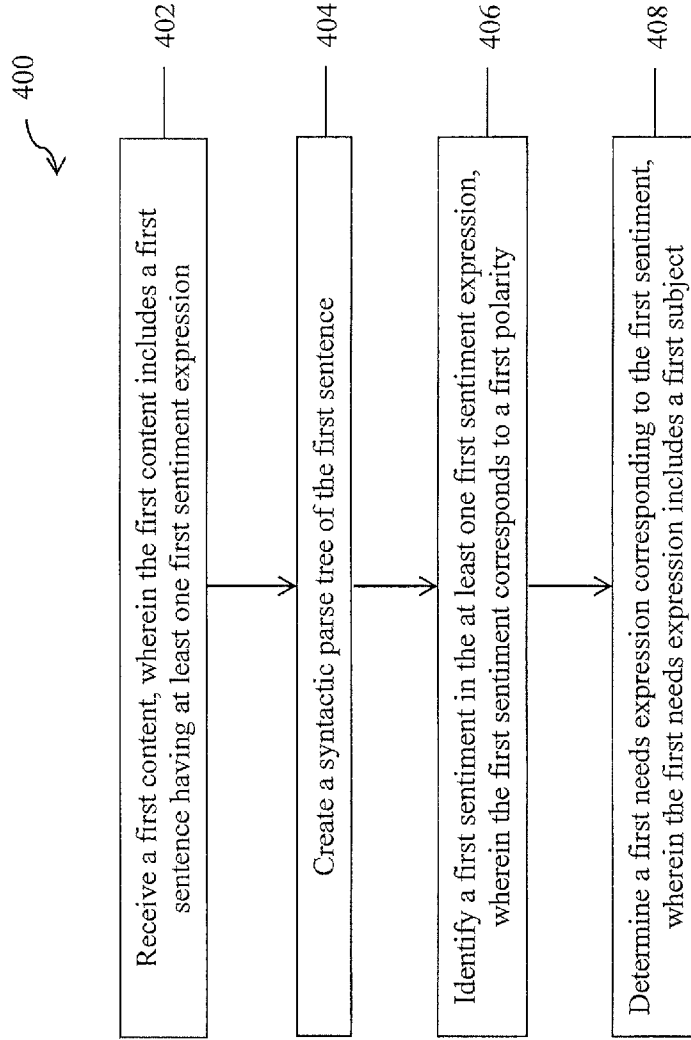 400
Receive a first content, wherein the first content includes a first
sentence having at least one first sentiment expression
402
Create a syntactic parse tree of the first sentence
404
Identify a first sentiment in the at least one first sentiment expression,
wherein the first sentiment corresponds to a first polarity
406
Determine a first needs expression corresponding to the first sentiment,
wherein the first needs expression includes a first subject
408